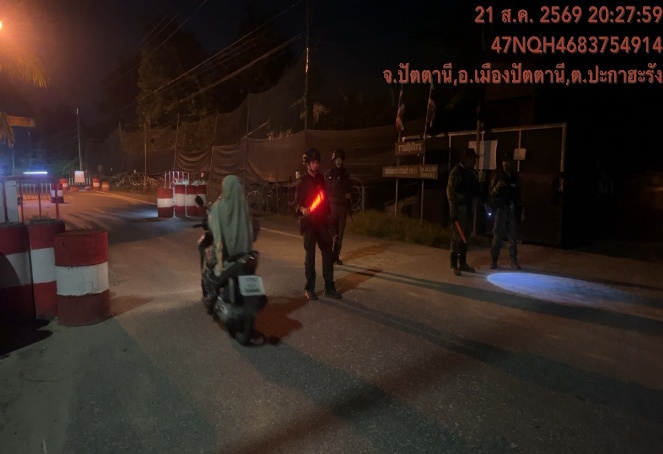 21 ส.ค. 2569 20:27:59
47NQH4683754914
จ.ปัตตานี,อ.เมืองปัตตานี,ต.ปะกาฮะรัง